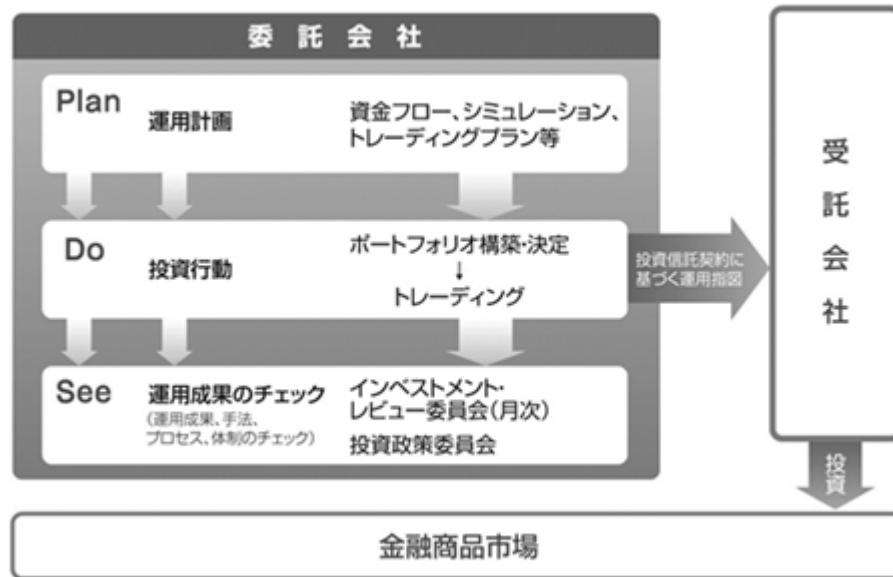 委託会社
Plan
運用計画
資金フロー、シミュレーション、
トレーディングプラン等
Do
投資行動
ポートフォリオ構築・決定
↓
トレーディング
See
運用成果のチェック
(運用成果、手法、
プロセス、体制のチェック)
インベストメント・
レビュー委員会(月次)
投資政策委員会
投資信託契約に
基づく運用指図
受託会社
投資
金融商品市場